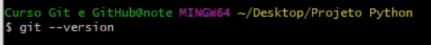 Curso Git e GitHub@note MINGW64 ~/Desktop/Projeto Python
$ git --version